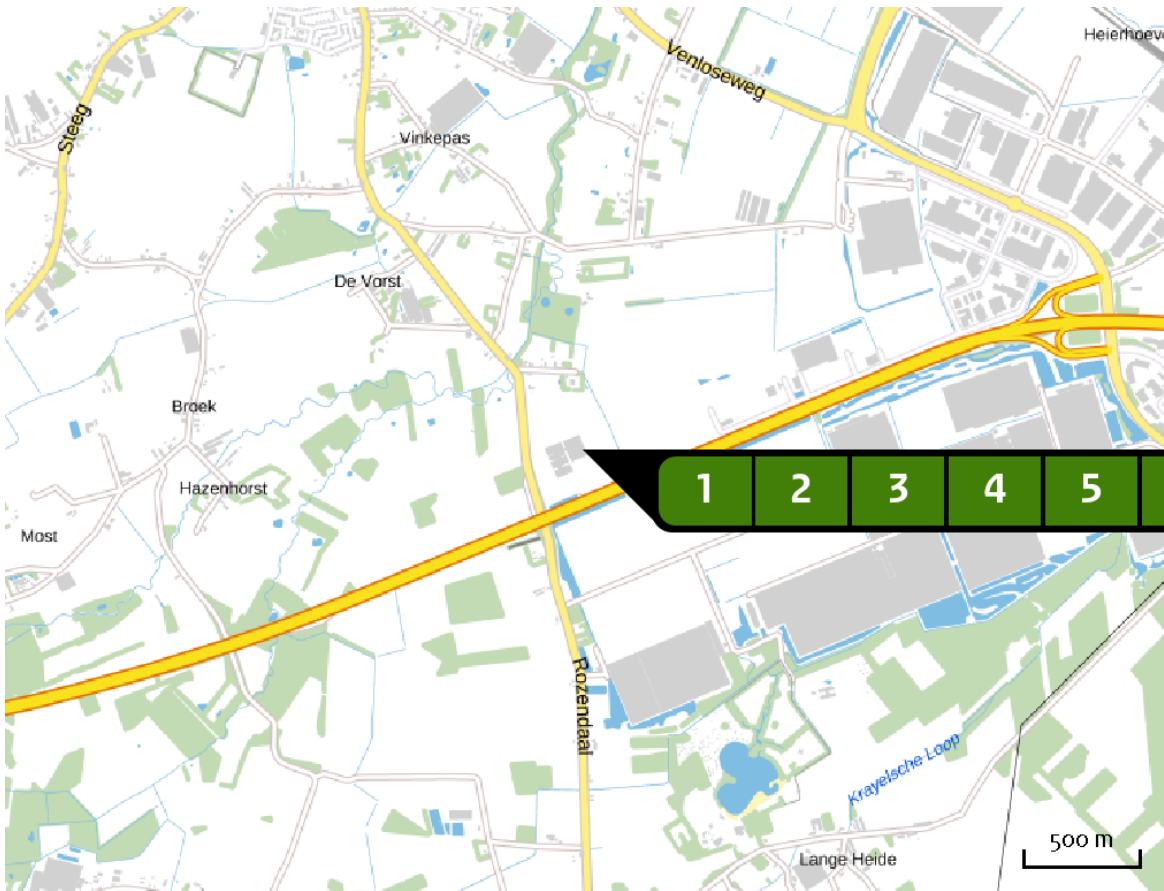 Heierhoeve
Venloseweg
Steeg
Vinkepas
De Vorst
Broek
Hazenhorst
1 2 3 4 5
Most
Rozendaal
Krayelsche Loop
500 m
Lange Heide